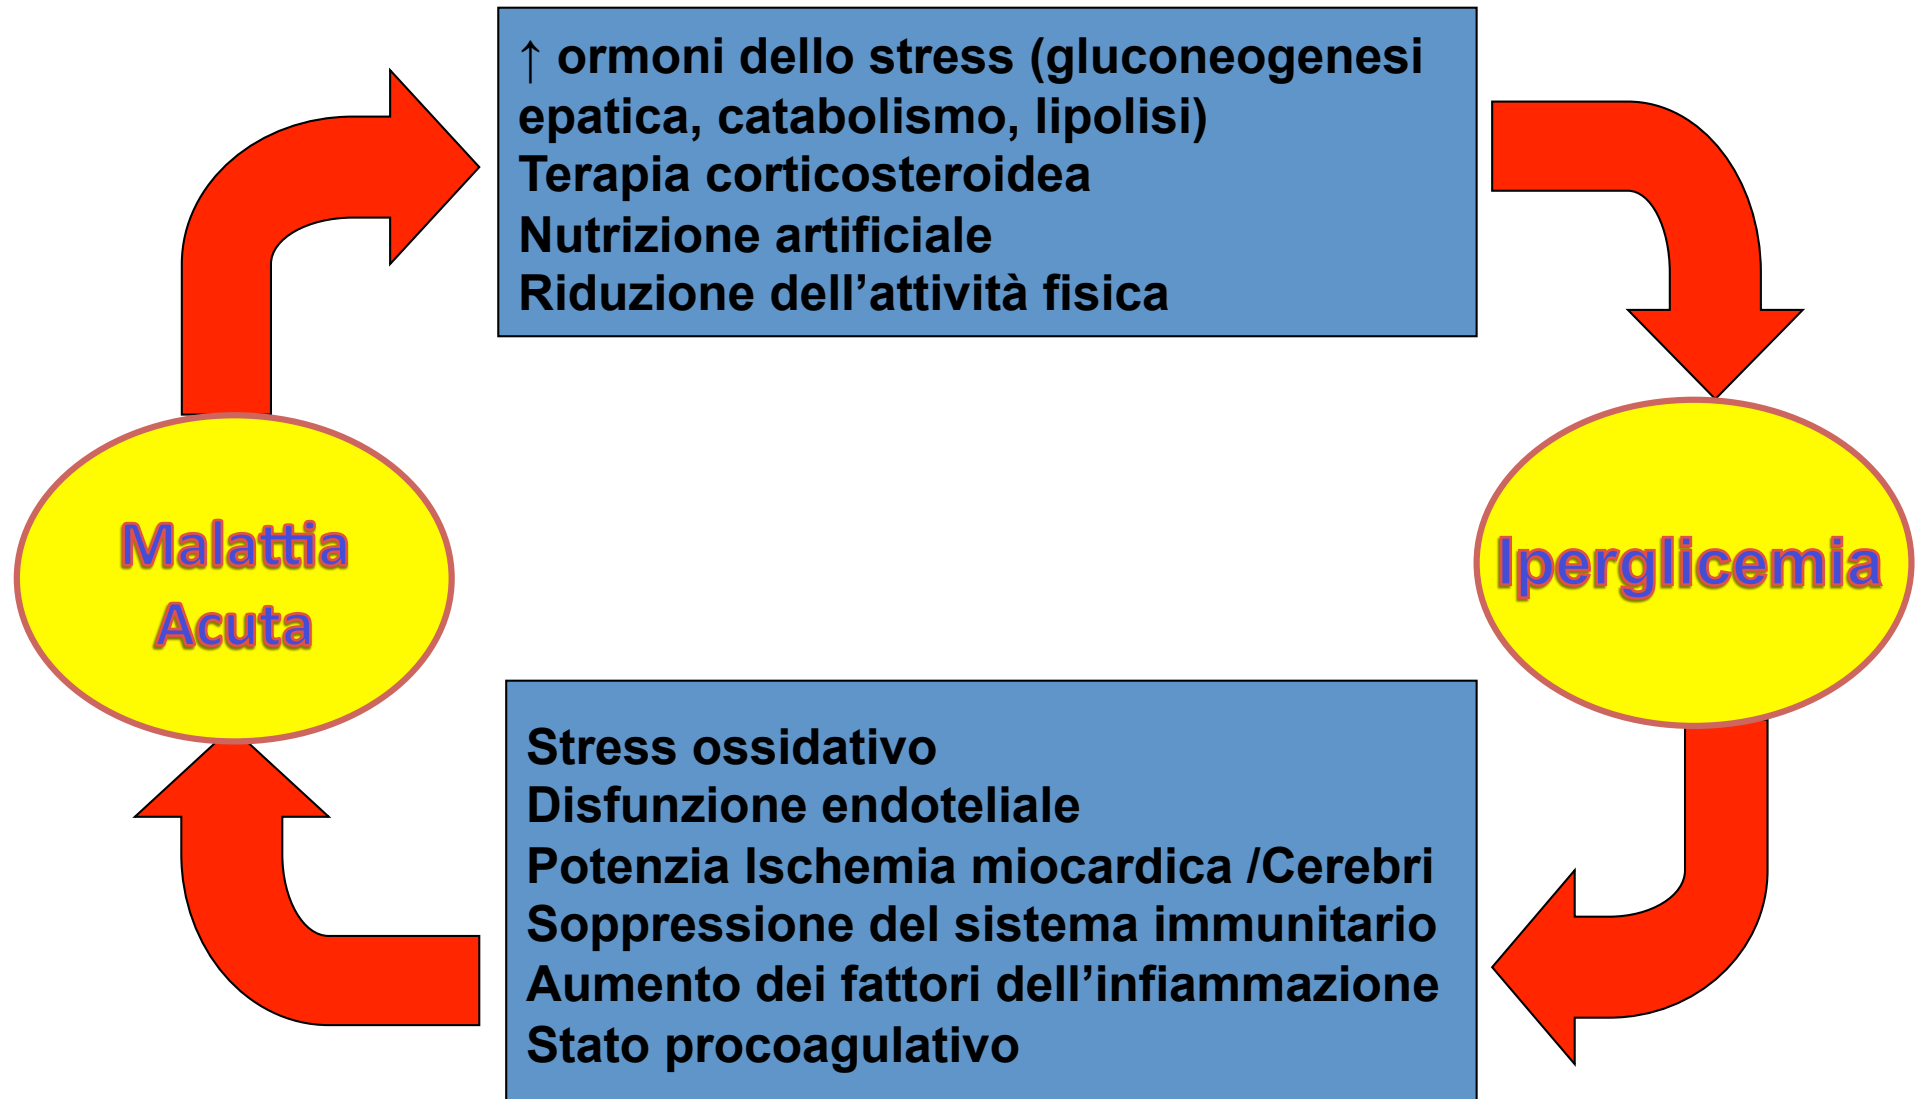 ↑ ormoni dello stress (gluconeogenesi
epatica, catabolismo, lipolisi)
Terapia corticosteroidea
Nutrizione artificiale
Riduzione dell’attività fisica
Malattia
Acuta
Iperglicemia
Stress ossidativo
Disfunzione endoteliale
Potenzia Ischemia miocardica /Cerebri
Soppressione del sistema immunitario
Aumento dei fattori dell’infiammazione
Stato procoagulativo